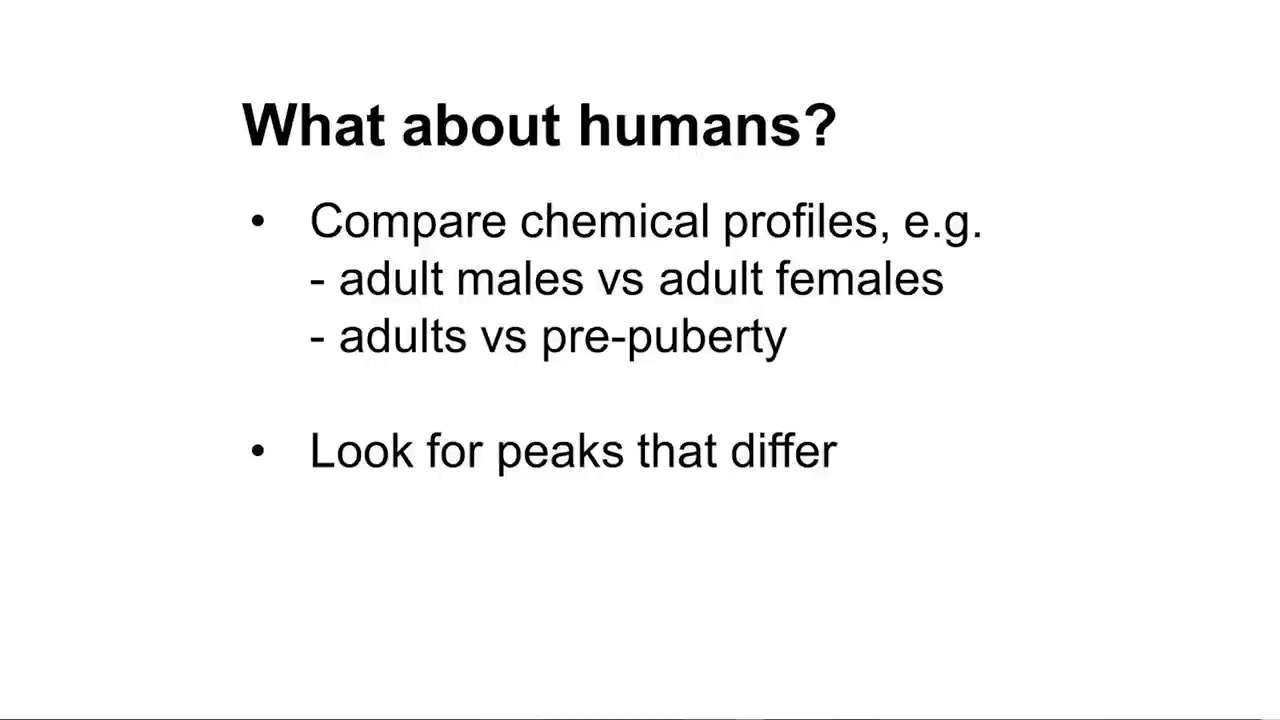 What about humans?
• Compare chemical profiles, e.g.
- adult males vs adult females
- adults vs pre-puberty
• Look for peaks that differ